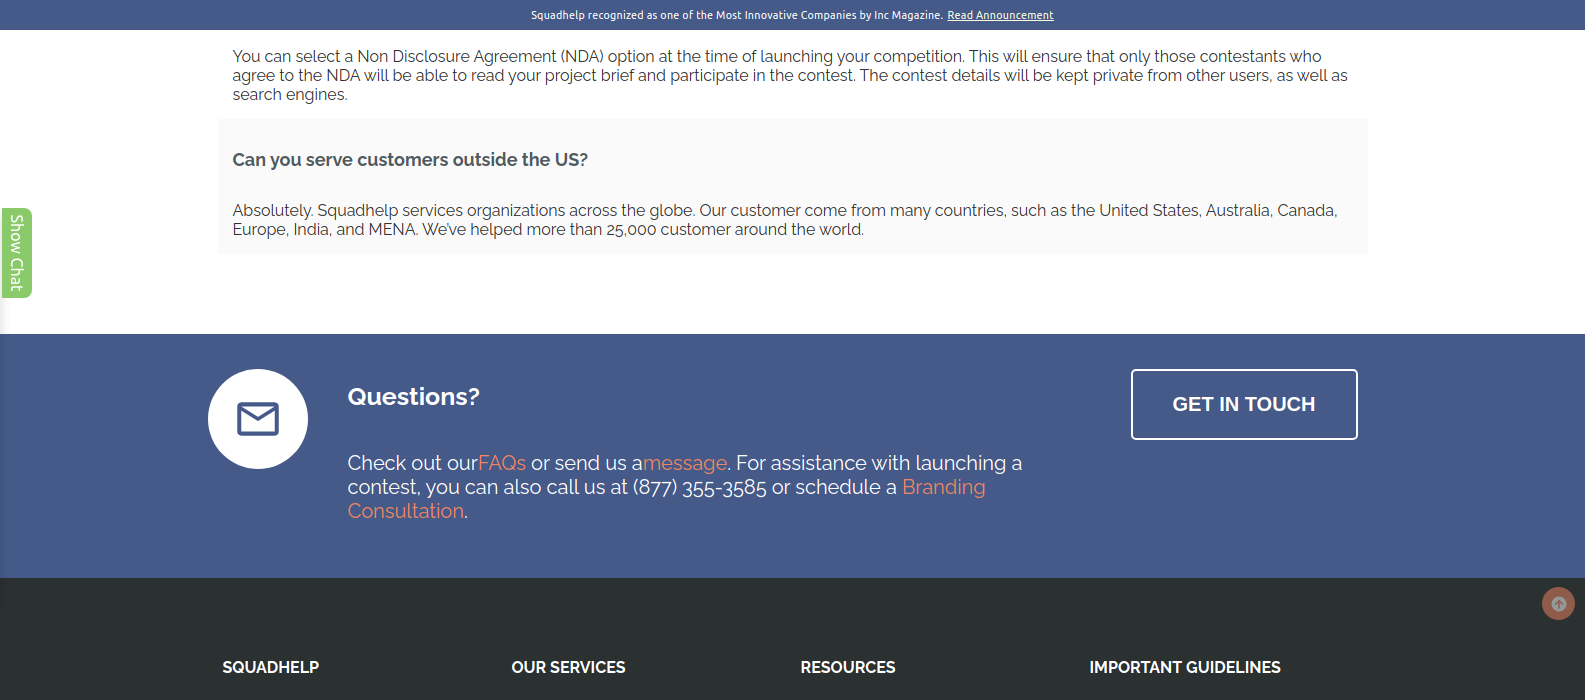 Squadhelp recognized as one of the Most Innovative Companies by Inc Magazine. Read Announcement
You can select a Non Disclosure Agreement (NDA) option at the time of launching your competition. This will ensure that only those contestants who
agree to the NDA will be able to read your project brief and participate in the contest. The contest details will be kept private from other users, as well as
search engines.
Can you serve customers outside the US?
Absolutely. Squadhelp services organizations across the globe. Our customer come from many countries, such as the United States, Australia, Canada,
Europe, India, and MENA. We've helped more than 25,000 customer around the world.
Show Chat
Questions?
GET IN TOUCH
Check out ourFAQs or send us amessage. For assistance with launching a
contest, you can also call us at (877) 355-3585 or schedule a Branding
Consultation.
SQUADHELP
OUR SERVICES
RESOURCES
IMPORTANT GUIDELINES